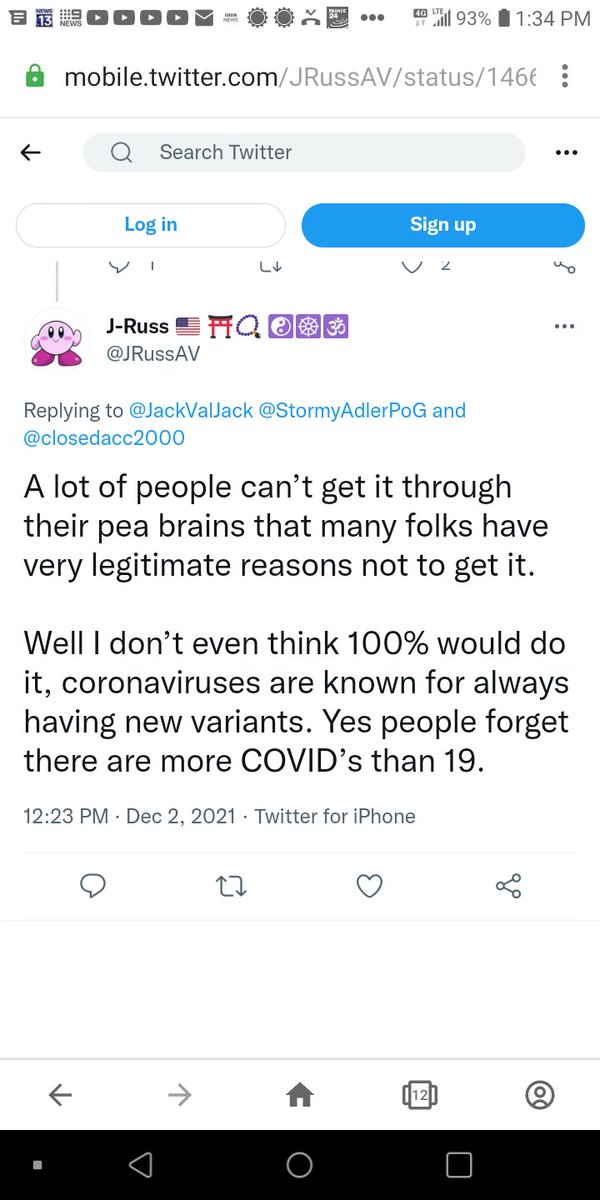 NEWS
13
NEWS
NEWS
FRANCE
24
4G
LTE
93%
1:34 PM
mobile.twitter.com/JRussAV/status/1466
Search Twitter
Log in
Sign up
1
2
J-Russ 🇺🇸 ⛩📿 ☯☸🕉
@JRussAV
Replying to @JackValJack @StormyAdlerPoG and
@closedacc2000
A lot of people can’t get it through
their pea brains that many folks have
very legitimate reasons not to get it.
Well I don’t even think 100% would do
it, coronaviruses are known for always
having new variants. Yes people forget
there are more COVID’s than 19.
12:23 PM · Dec 2, 2021 · Twitter for iPhone
12